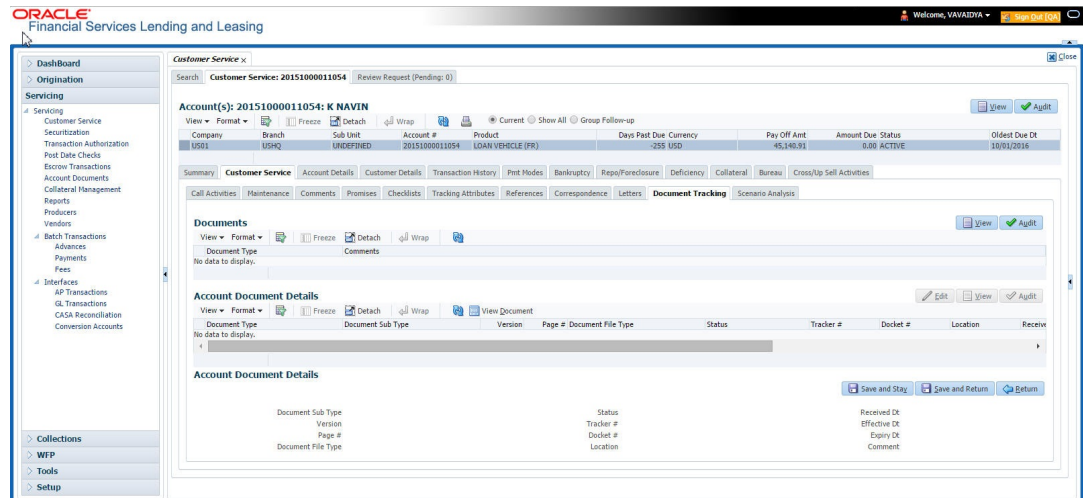 ORACLE'
Financial Services Lending and Leasing
Welcome, VAVAIDYA
Sign Out [QA]
Close
DashBoard
Origination
Servicing
Servicing
Customer Service
Securitization
Transaction Authorization
Post Date Checks
Escrow Transactions
Account Documents
Collateral Management
Reports
Producers
Vendors
Batch Transactions
Advances
Payments
Fees
Interfaces
AP Transactions
GL Transactions
CASA Reconciliation
Conversion Accounts
Collections
WFP
Tools
Setup
Customer Service x
Search Customer Service: 20151000011054 Review Request (Pending: 0)
Account(s): 20151000011054: K NAVIN
View Audit
View Format Freeze Detach Wrap Current Show All Group Follow-up
Company Branch Sub Unit Account # Product Days Past Due Currency Pay Off Amt Amount Due Status Oldest Due Dt
US01 USHQ UNDEFINED 20151000011054 LOAN VEHICLE (FR) -255 USD 45,140.91 0.00 ACTIVE 10/01/2016
Summary Customer Service Account Details Customer Details Transaction History Pmt Modes Bankruptcy Repo/Foreclosure Deficiency Collateral Bureau Cross/Up Sell Activities
Call Activities Maintenance Comments Promises Checklists Tracking Attributes References Correspondence Letters Document Tracking Scenario Analysis
Documents
View Audit
View Format Freeze Detach Wrap
Document Type Comments
No data to display.
Account Document Details
Edit View Audit
View Format Freeze Detach Wrap View Document
Document Type Document Sub Type Version Page # Document File Type Status Tracker # Docket # Location Receive
No data to display.
Account Document Details
Save and Stay Save and Return Return
Document Sub Type Status Received Dt
Version Tracker # Effective Dt
Page # Docket # Expiry Dt
Document File Type Location Comment